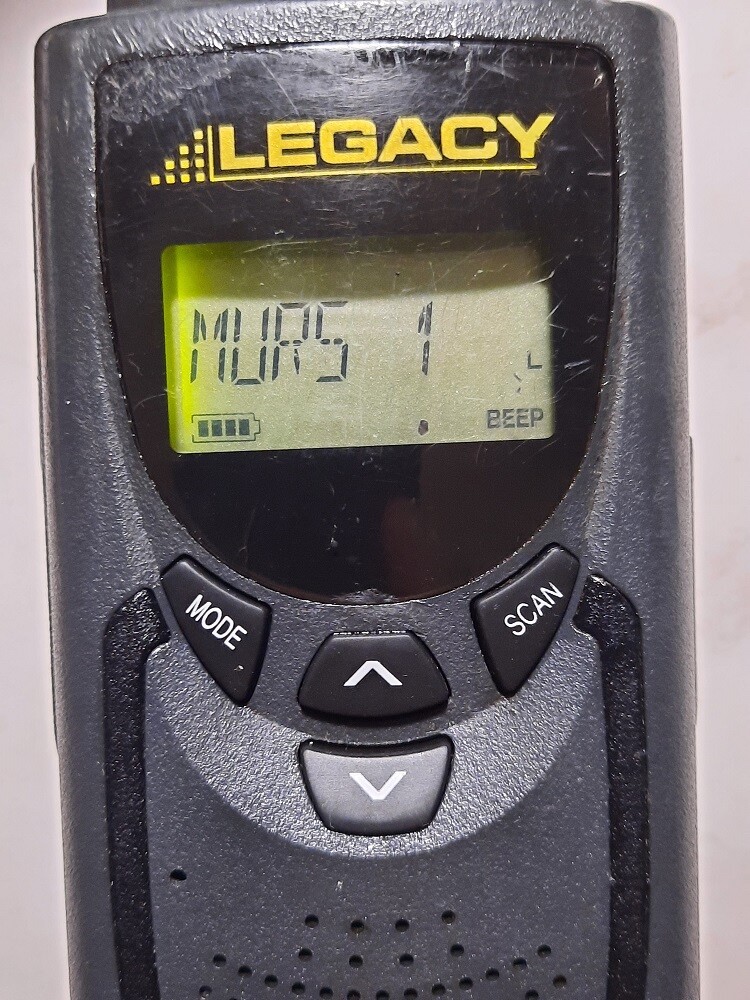 LEGACY
MURS 1
L
BEEP
MODE
SCAN